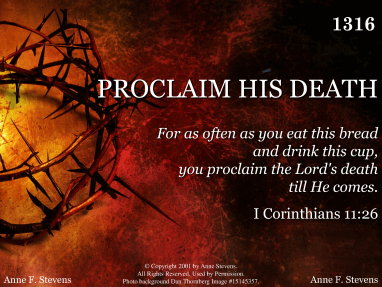 1316
PROCLAIM HIS DEATH
For as often as you eat this bread
and drink this cup,
you proclaim the Lord's death
till He comes.
I Corinthians 11:26
© Copyright 2001 by Anne Stevens.
All Rights Reserved, Used by Permission.
Photo background Dan Thornberg Image #15145357.
Anne F. Stevens
Anne F. Stevens